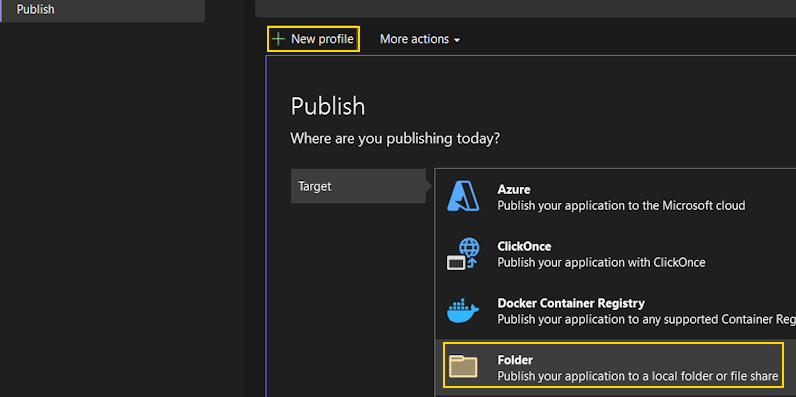 Publish
New profile
More actions
Publish
Where are you publishing today?
Target
Azure
Publish your application to the Microsoft cloud
ClickOnce
Publish your application with ClickOnce
Docker Container Registry
Publish your application to any supported Container Reg
Folder
Publish your application to a local folder or file share